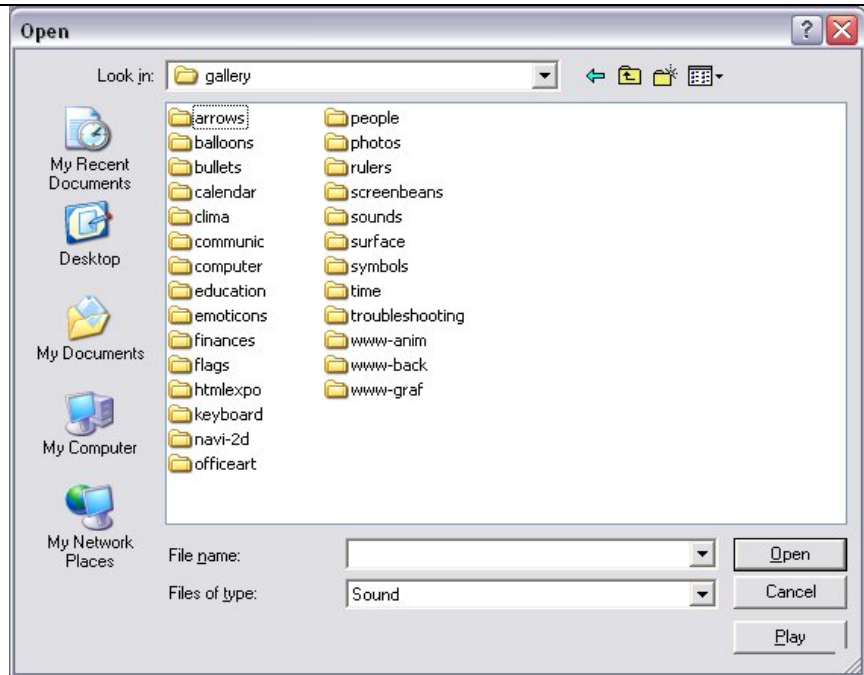 Open
Look in: gallery
My Recent
Documents
Desktop
My Documents
My Computer
My Network
Places
arrows
balloons
bullets
calendar
clima
communic
computer
education
emoticons
finances
flags
htmlexpo
keyboard
navi-2d
officeart
people
photos
rulers
screenbeans
sounds
surface
symbols
time
troubleshooting
www-anim
www-back
www-graf
File name:
Open
Files of type: Sound
Cancel
Play